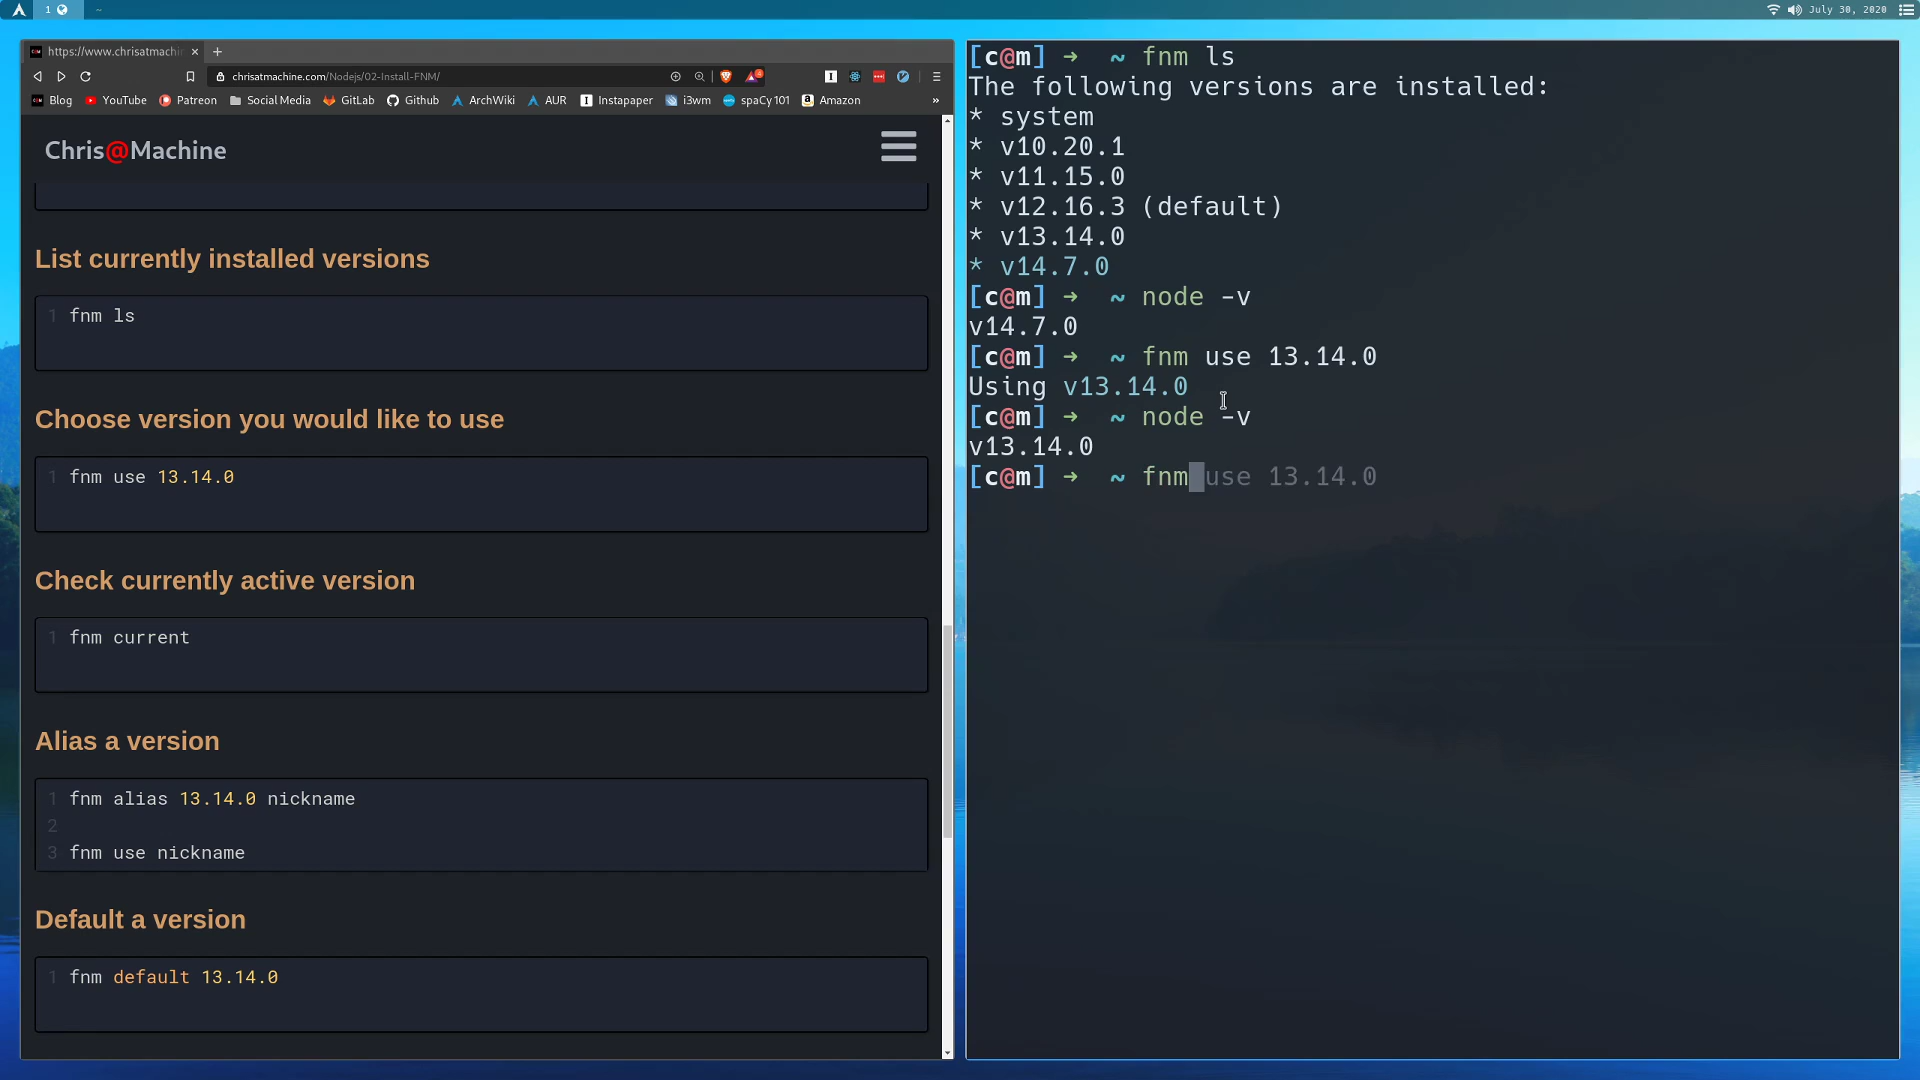 1
~
July 30, 2020
https://www.chrisatmachin
chrisatmachine.com/Nodejs/02-Install-FNM/
Blog YouTube Patreon Social Media GitLab Github ArchWiki AUR Instapaper i3wm spaCy 101 Amazon »
Chris@Machine
List currently installed versions
1 fnm ls
Choose version you would like to use
1 fnm use 13.14.0
Check currently active version
1 fnm current
Alias a version
1 fnm alias 13.14.0 nickname
2
3 fnm use nickname
Default a version
1 fnm default 13.14.0
[c@m] → ~ fnm ls
The following versions are installed:
* system
* v10.20.1
* v11.15.0
* v12.16.3 (default)
* v13.14.0
* v14.7.0
[c@m] → ~ node -v
v14.7.0
[c@m] → ~ fnm use 13.14.0
Using v13.14.0
[c@m] → ~ node -v
v13.14.0
[c@m] → ~ fnm use 13.14.0